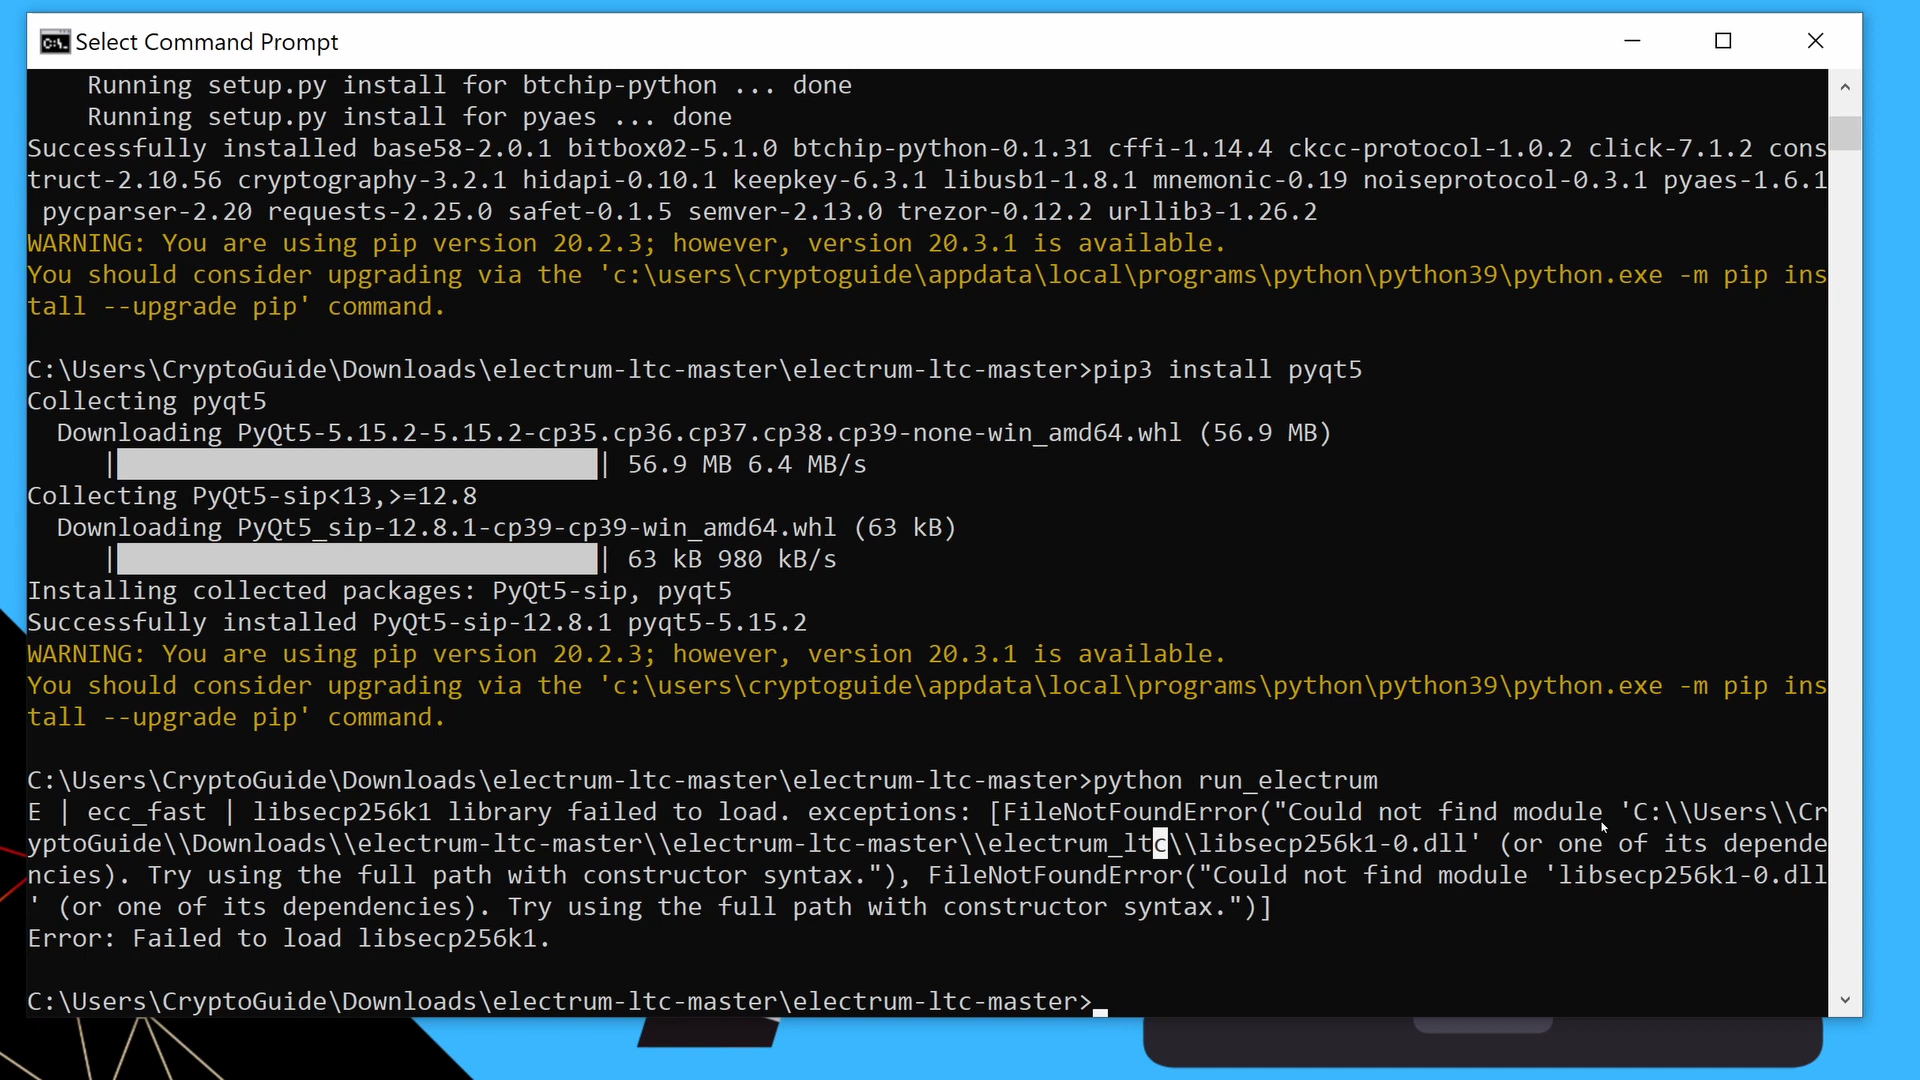 Select Command Prompt
Running setup.py install for btchip-python ... done
Running setup.py install for pyaes ... done
Successfully installed base58-2.0.1 bitbox02-5.1.0 btchip-python-0.1.31 cffi-1.14.4 ckcc-protocol-1.0.2 click-7.1.2 cons
truct-2.10.56 cryptography-3.2.1 hidapi-0.10.1 keepkey-6.3.1 libusb1-1.8.1 mnemonic-0.19 noiseprotocol-0.3.1 pyaes-1.6.1
pycparser-2.20 requests-2.25.0 safet-0.1.5 semver-2.13.0 trezor-0.12.2 urllib3-1.26.2
WARNING: You are using pip version 20.2.3; however, version 20.3.1 is available.
You should consider upgrading via the 'c:\users\cryptoguide\appdata\local\programs\python\python39\python.exe -m pip ins
tall --upgrade pip' command.
C:\Users\CryptoGuide\Downloads\electrum-ltc-master\electrum-ltc-master>pip3 install pyqt5
Collecting pyqt5
Downloading PyQt5-5.15.2-5.15.2-cp35.cp36.cp37.cp38.cp39-none-win_amd64.whl (56.9 MB)
| | 56.9 MB 6.4 MB/s
Collecting PyQt5-sip<13,>=12.8
Downloading PyQt5_sip-12.8.1-cp39-cp39-win_amd64.whl (63 kB)
| | 63 kB 980 kB/s
Installing collected packages: PyQt5-sip, pyqt5
Successfully installed PyQt5-sip-12.8.1 pyqt5-5.15.2
WARNING: You are using pip version 20.2.3; however, version 20.3.1 is available.
You should consider upgrading via the 'c:\users\cryptoguide\appdata\local\programs\python\python39\python.exe -m pip ins
tall --upgrade pip' command.
C:\Users\CryptoGuide\Downloads\electrum-ltc-master\electrum-ltc-master>python run_electrum
E | ecc_fast | libsecp256k1 library failed to load. exceptions: [FileNotFoundError("Could not find module 'C:\\Users\\Cr
yptoGuide\\Downloads\\electrum-ltc-master\\electrum-ltc-master\\electrum_ltc\\libsecp256k1-0.dll' (or one of its depende
ncies). Try using the full path with constructor syntax."), FileNotFoundError("Could not find module 'libsecp256k1-0.dll
' (or one of its dependencies). Try using the full path with constructor syntax.")]
Error: Failed to load libsecp256k1.
C:\Users\CryptoGuide\Downloads\electrum-ltc-master\electrum-ltc-master>